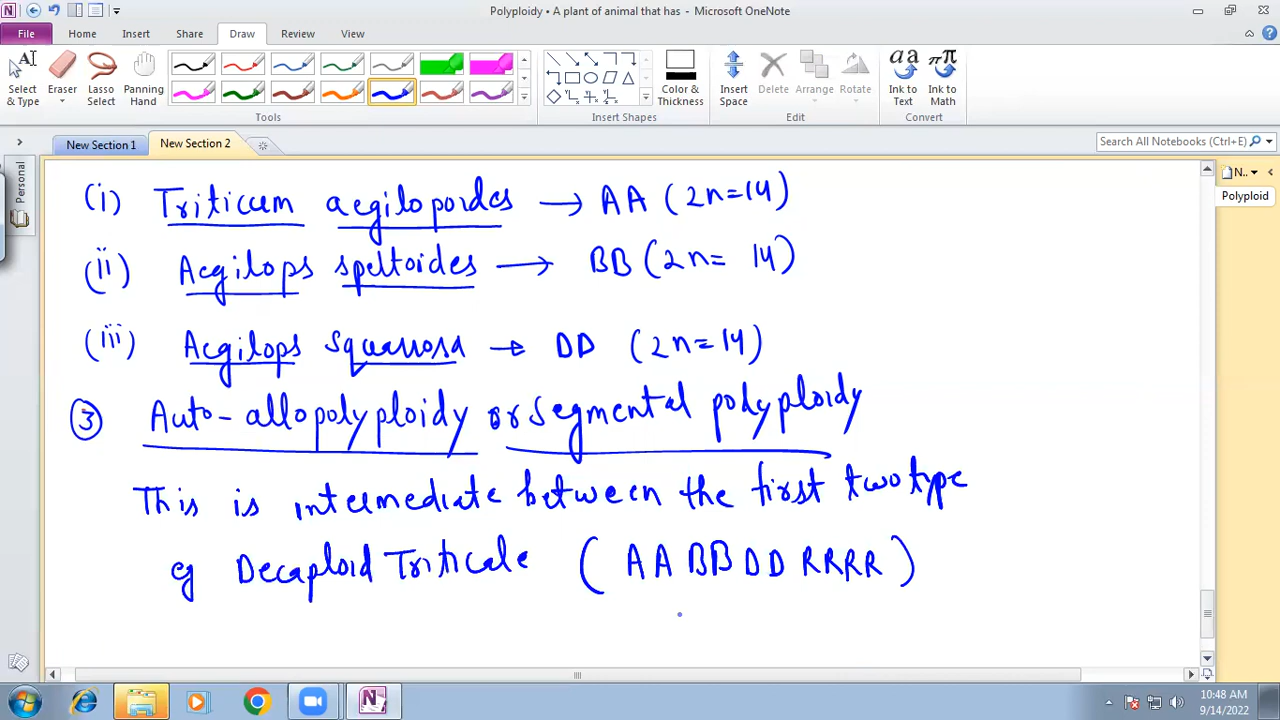 Polyploidy - A plant of animal that has - Microsoft OneNote
File Home Insert Share Draw Review View
Select & Type
Eraser
Lasso Select
Panning Hand
Color & Thickness
Insert Space
Delete
Arrange
Rotate
Ink to Text
Ink to Math
Tools
Insert Shapes
Edit
Convert
New Section 1
New Section 2
Search All Notebooks (Ctrl+E)
Personal
N..
Polyploid
(i) Triticum aegilopoides → AA (2n=14)
(ii) Aegilops speltoides → BB (2n= 14)
(iii) Aegilops squarrosa → DD (2n=14)
③ Auto-allopolyploidy or segmental polyploidy
This is intermediate between the first two type
eg Decaploid Triticale ( AA BB DD RRRR )
10:48 AM
9/14/2022